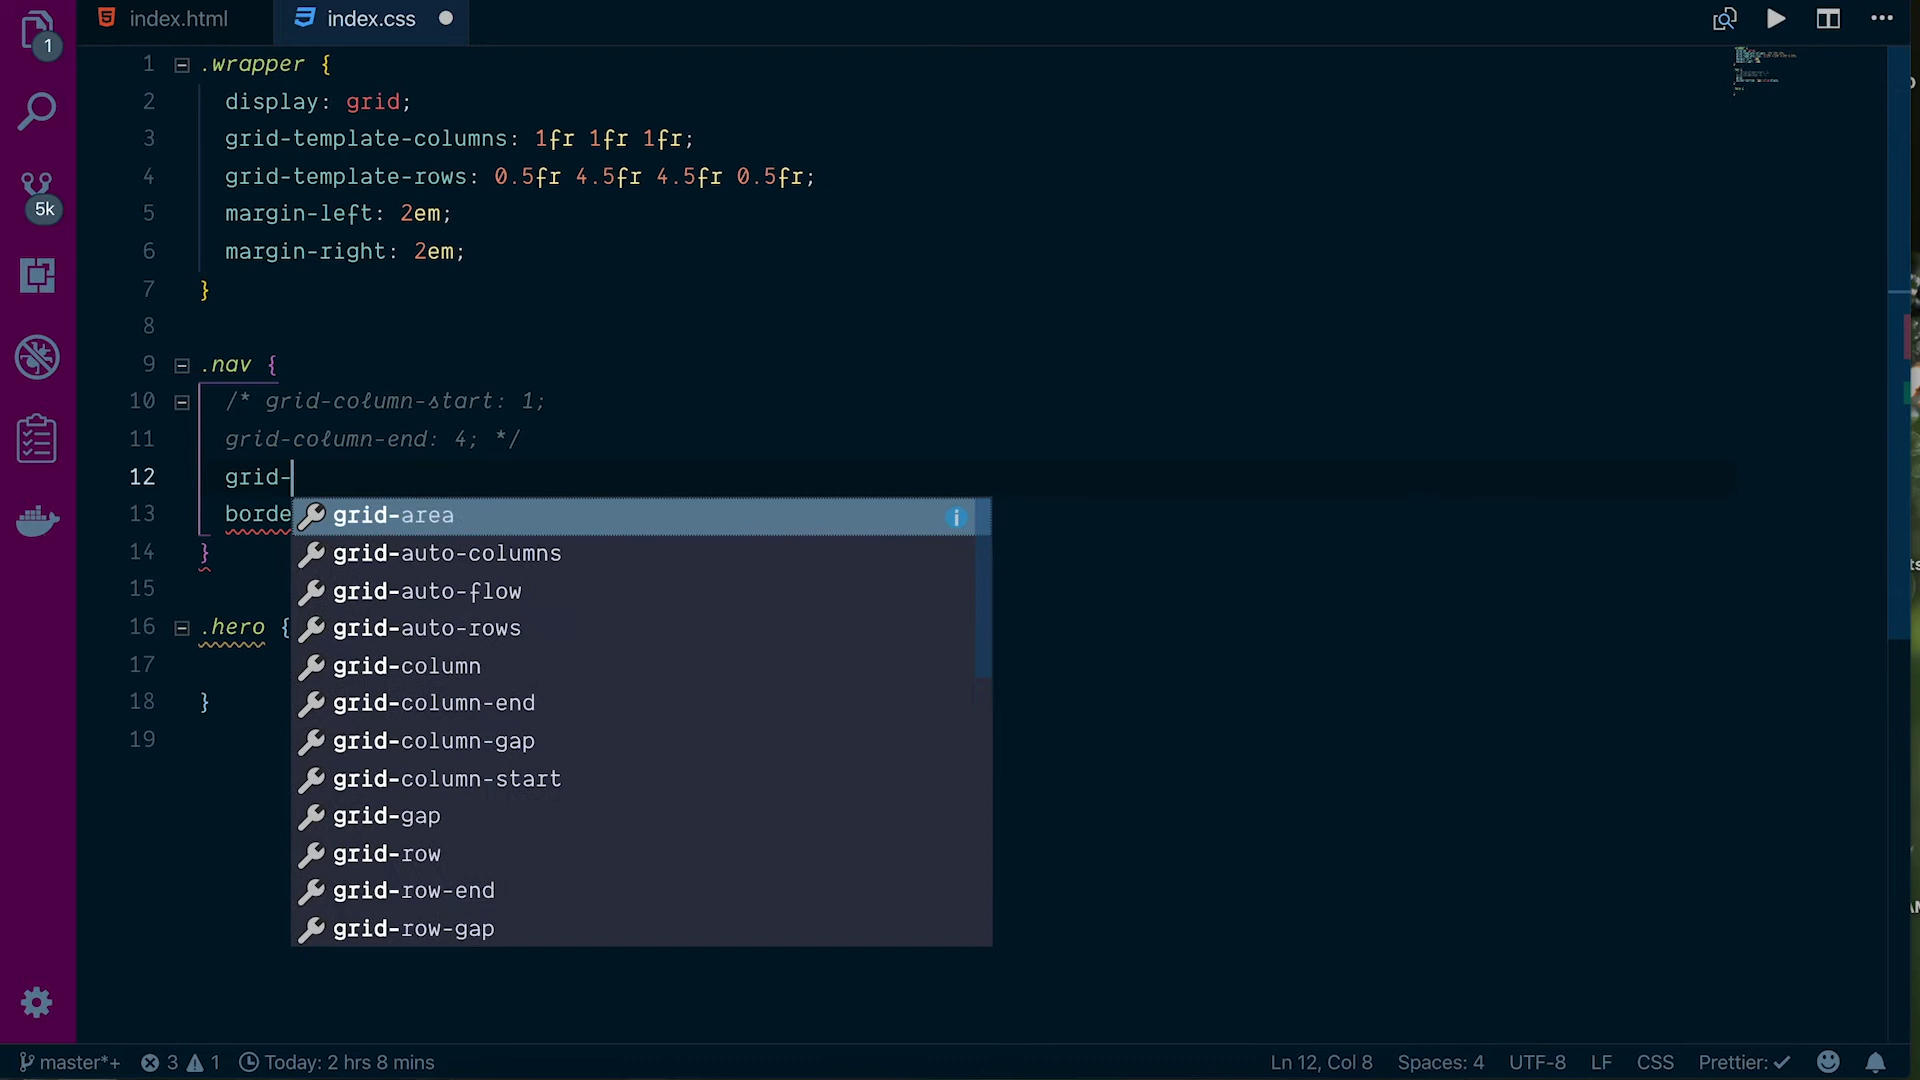 index.html
index.css
1
5k
1 .wrapper {
2 display: grid;
3 grid-template-columns: 1fr 1fr 1fr;
4 grid-template-rows: 0.5fr 4.5fr 4.5fr 0.5fr;
5 margin-left: 2em;
6 margin-right: 2em;
7 }
8
9 .nav {
10 /* grid-column-start: 1;
11 grid-column-end: 4; */
12 grid-
13 borde
14 }
15
16 .hero {
17
18 }
19
grid-area
grid-auto-columns
grid-auto-flow
grid-auto-rows
grid-column
grid-column-end
grid-column-gap
grid-column-start
grid-gap
grid-row
grid-row-end
grid-row-gap
master*+ 3 1 Today: 2 hrs 8 mins Ln 12, Col 8 Spaces: 4 UTF-8 LF CSS Prettier: ✓